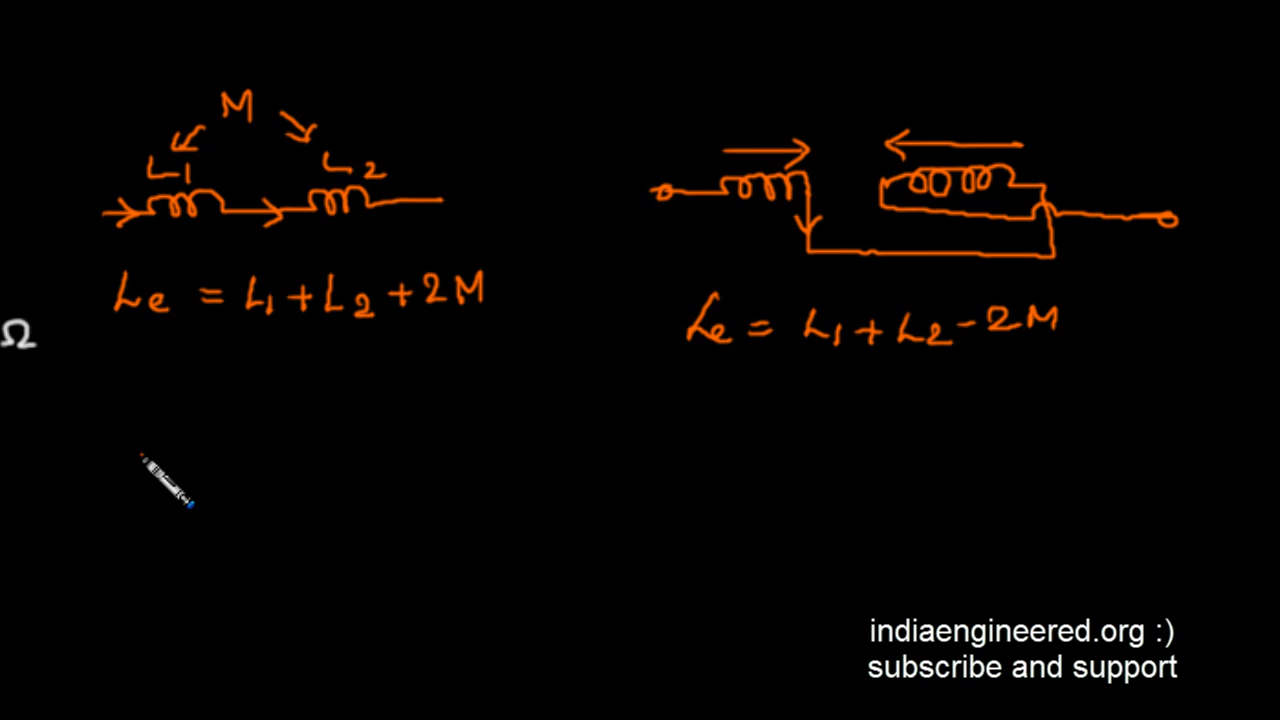 M
L1 L2
Le = L1 + L2 + 2M
Le = L1 + L2 - 2M
Ω
indiaengineered.org :)
subscribe and support